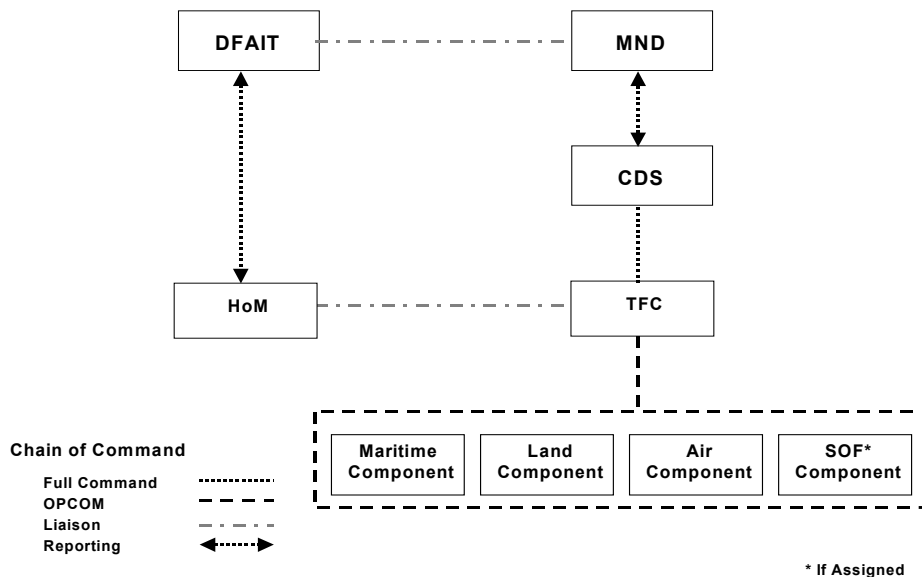 DFAIT
MND
CDS
HoM
TFC
Maritime
Component
Land
Component
Air
Component
SOF*
Component
Chain of Command
Full Command
OPCOM
Liaison
Reporting
* If Assigned